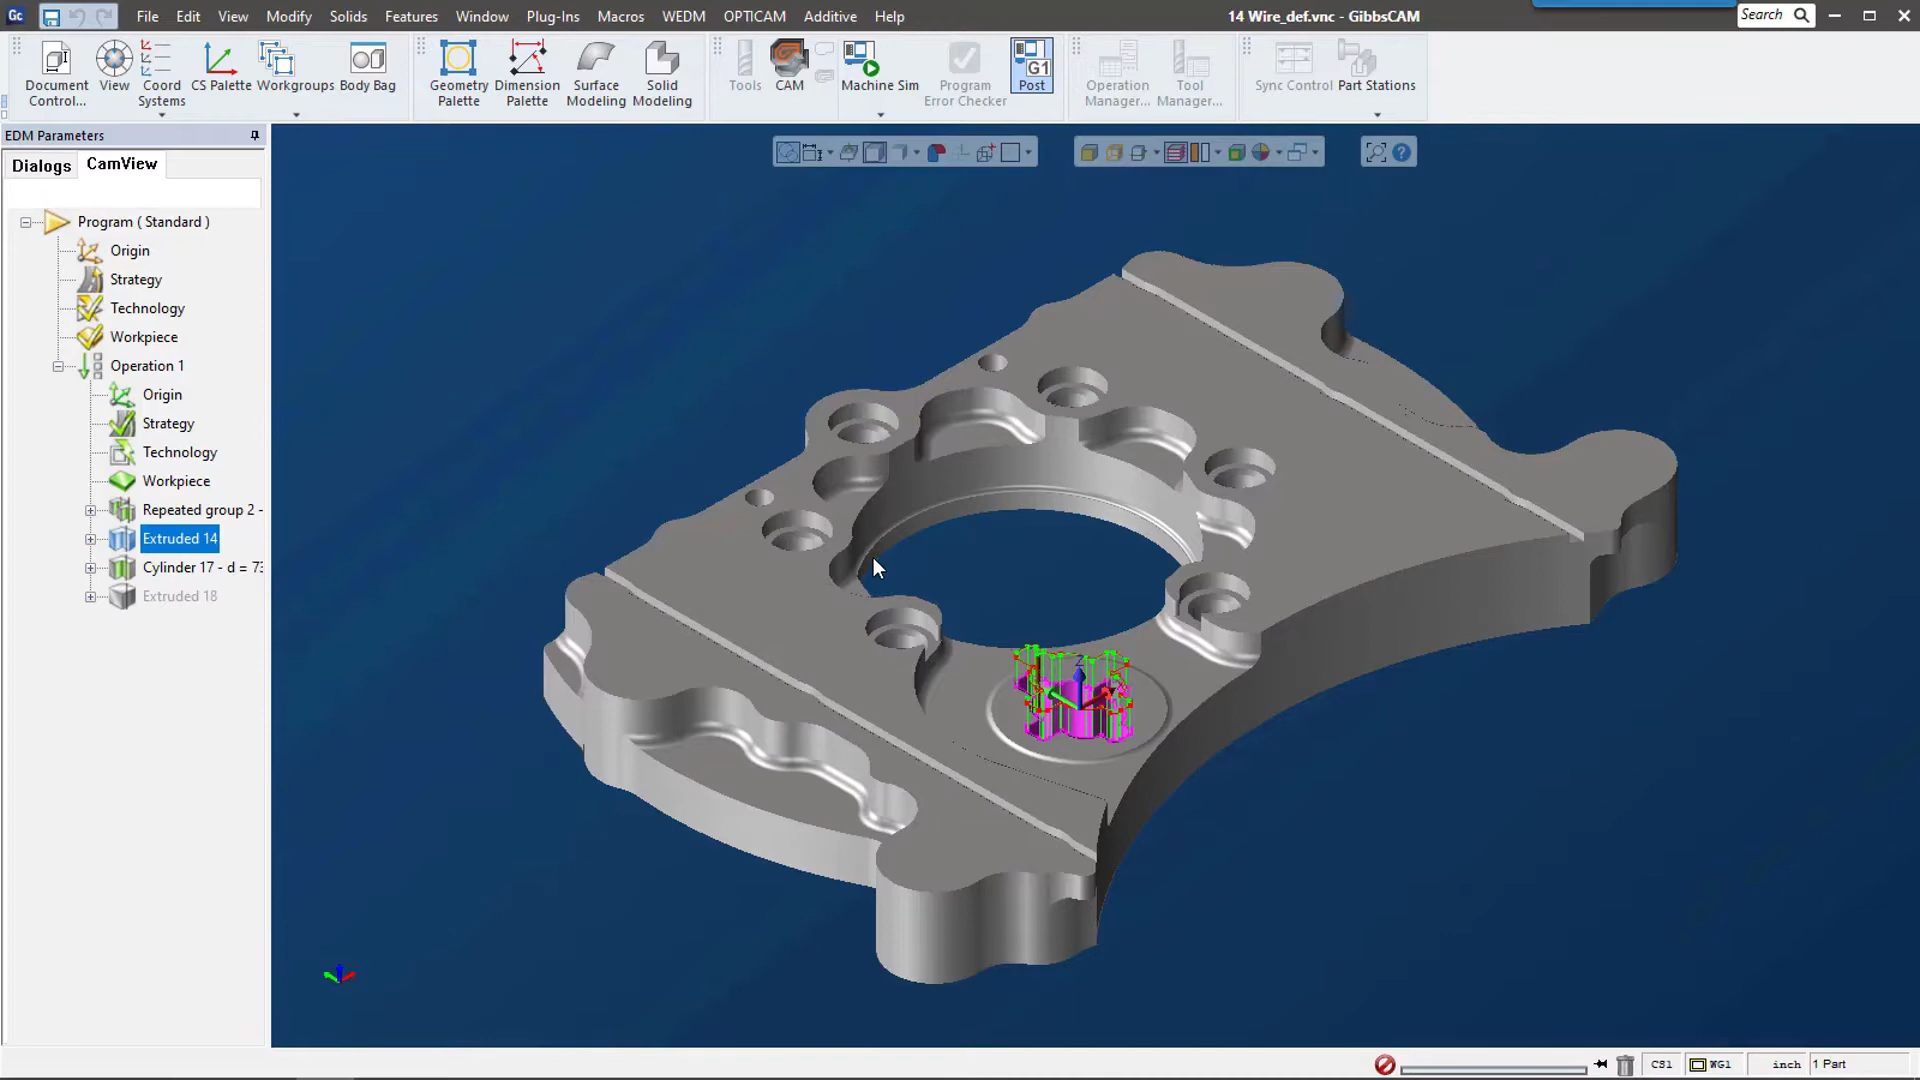 Gc
File Edit View Modify Solids Features Window Plug-Ins Macros WEDM OPTICAM Additive Help
14 Wire_def.vnc - GibbsCAM
Search
Document Control...
View
Coord Systems
CS Palette
Workgroups
Body Bag
Geometry Palette
Dimension Palette
Surface Modeling
Solid Modeling
Tools
CAM
Machine Sim
Program Error Checker
G1
Post
Operation Manager...
Tool Manager...
Sync Control
Part Stations
EDM Parameters
Dialogs
CamView
Program ( Standard )
Origin
Strategy
Technology
Workpiece
Operation 1
Origin
Strategy
Technology
Workpiece
Repeated group 2 -
Extruded 14
Cylinder 17 - d = 73
Extruded 18
Z
CS1
WG1
inch
1 Part